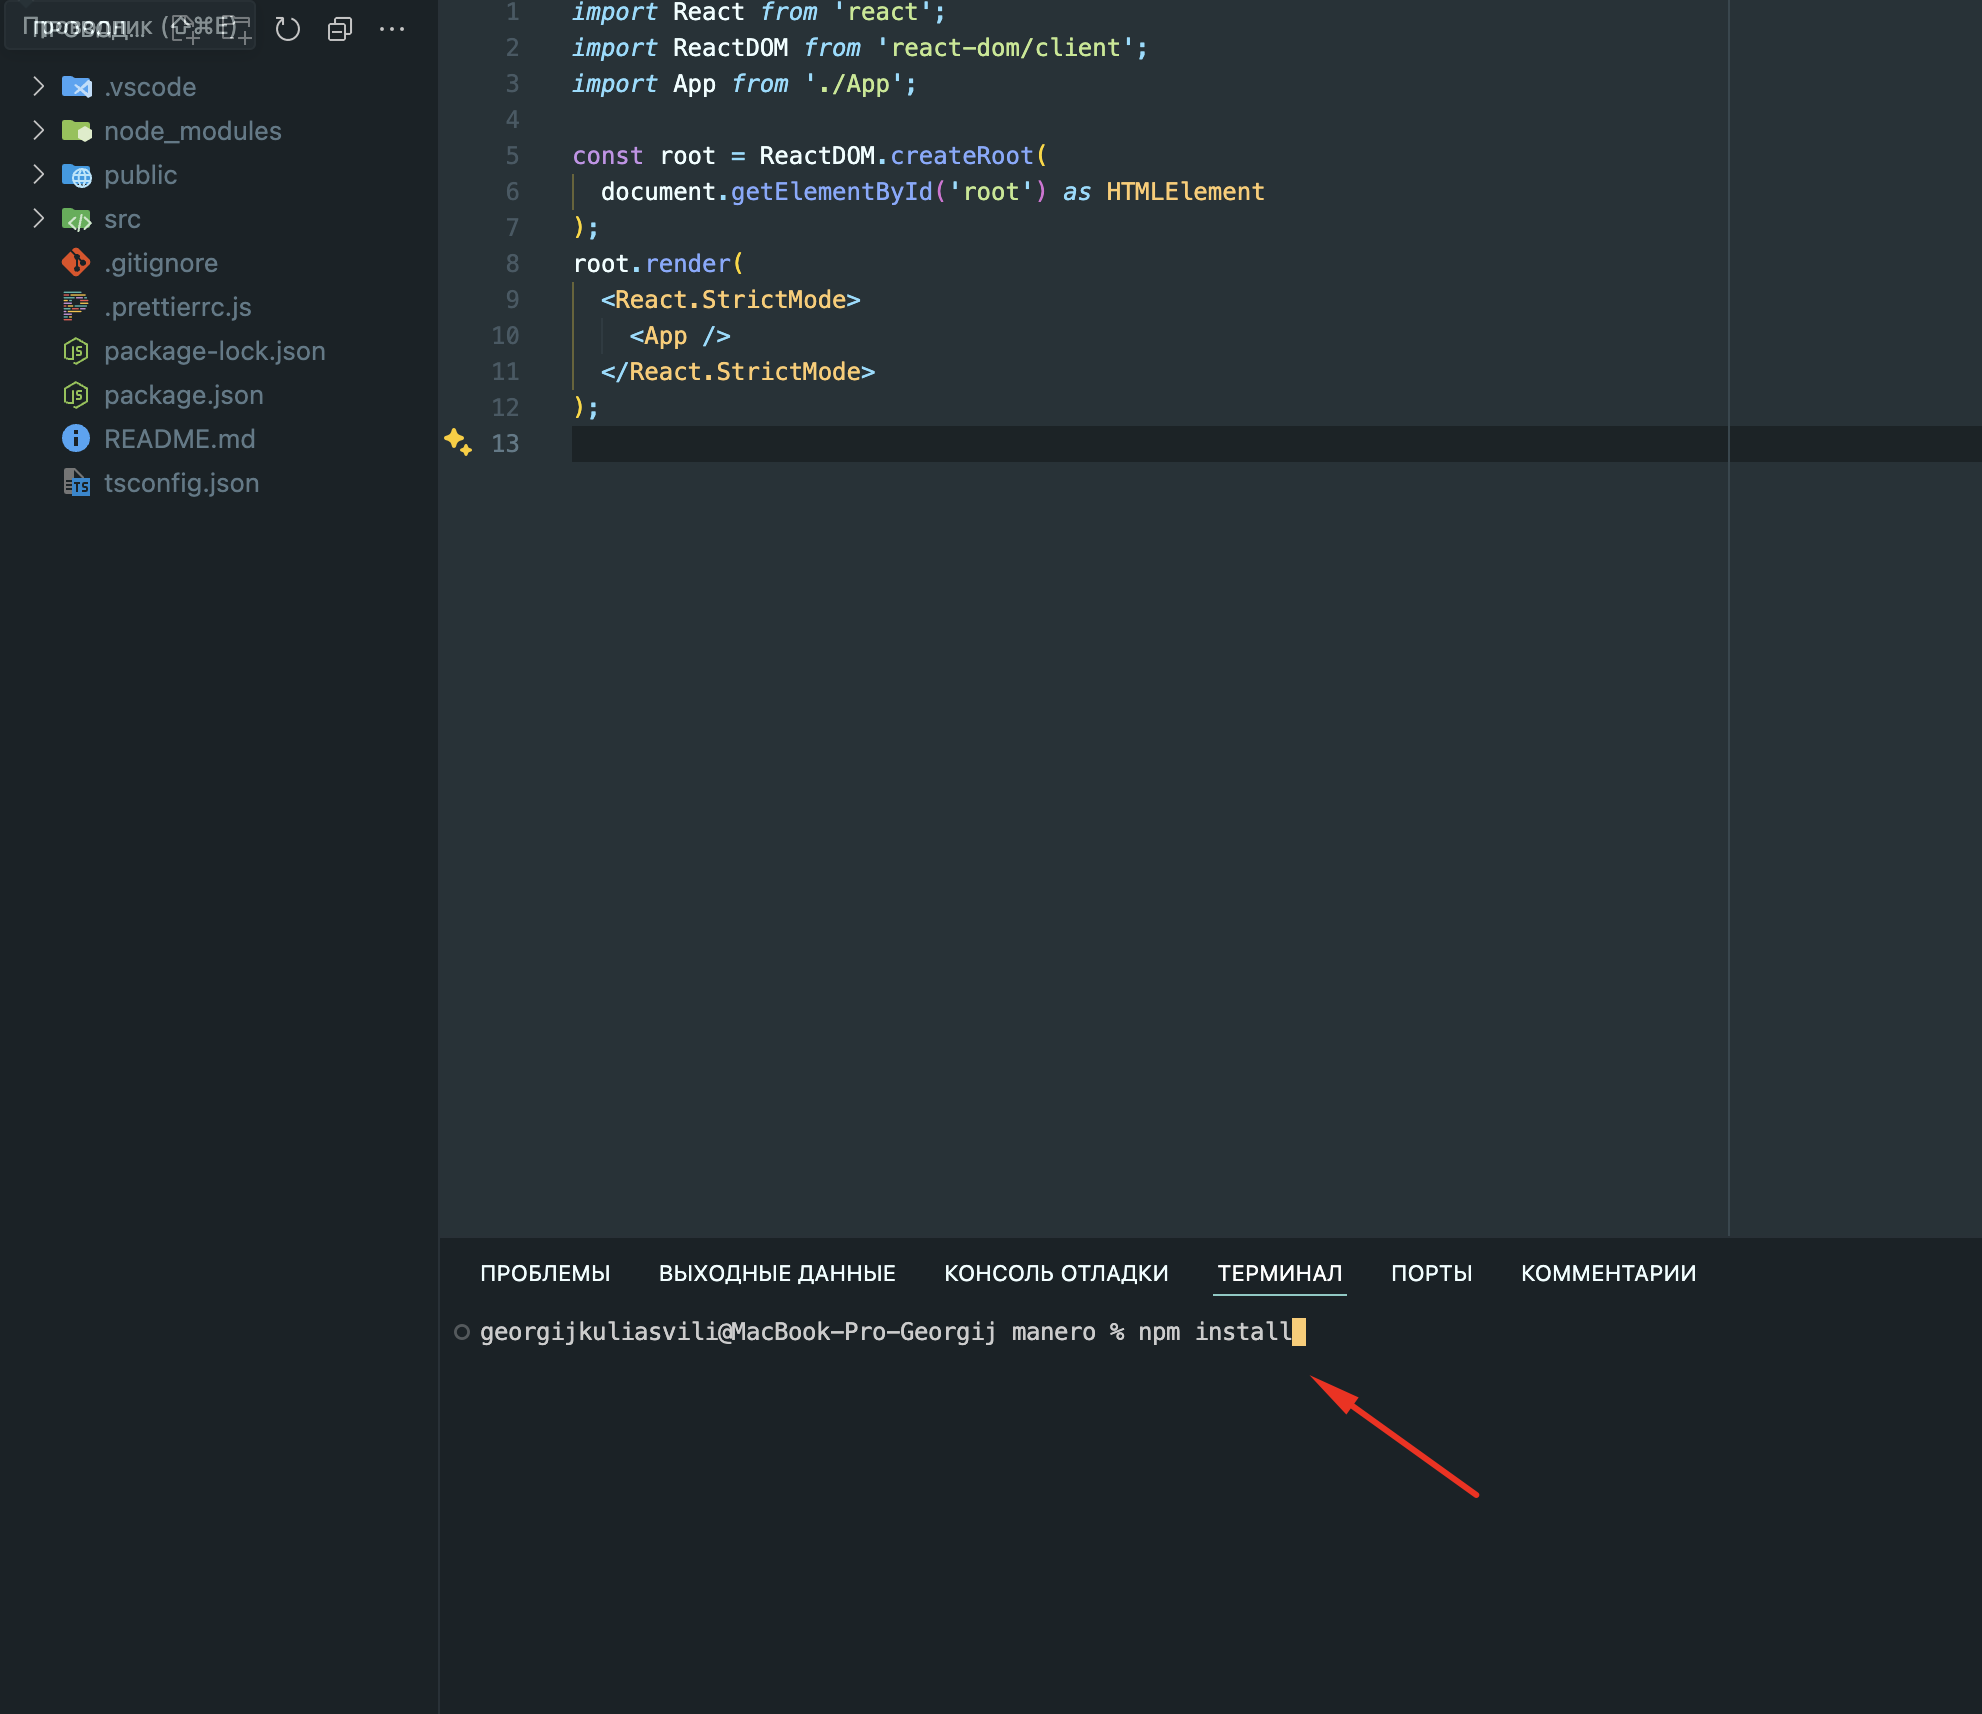 .vscode
node_modules
public
src
.gitignore
.prettierrc.js
package-lock.json
package.json
README.md
tsconfig.json
1 import React from 'react';
2 import ReactDOM from 'react-dom/client';
3 import App from './App';
4
5 const root = ReactDOM.createRoot(
6 document.getElementById('root') as HTMLElement
7 );
8 root.render(
9 <React.StrictMode>
10 <App />
11 </React.StrictMode>
12 );
13
ПРОБЛЕМЫ ВЫХОДНЫЕ ДАННЫЕ КОНСОЛЬ ОТЛАДКИ ТЕРМИНАЛ ПОРТЫ КОММЕНТАРИИ
georgijkuliasvili@MacBook-Pro-Georgij manero % npm install